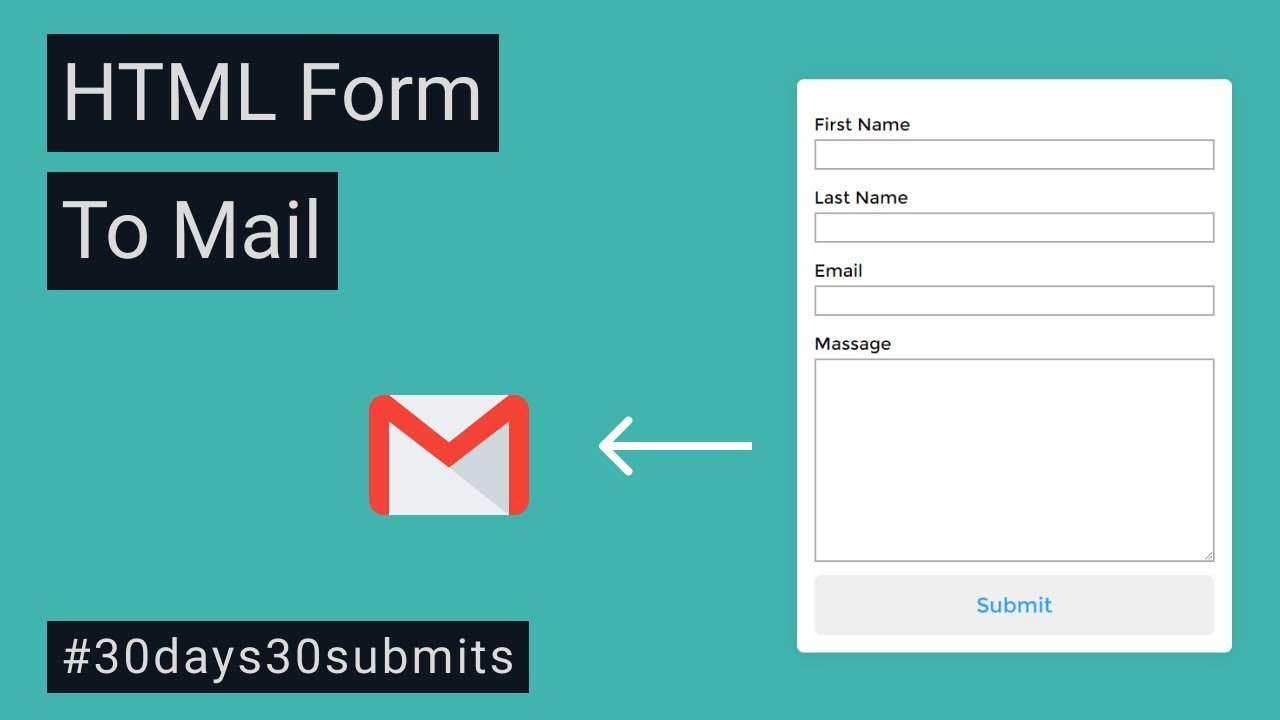 HTML Form
To Mail
#30days30submits
First Name
Last Name
Email
Massage
Submit